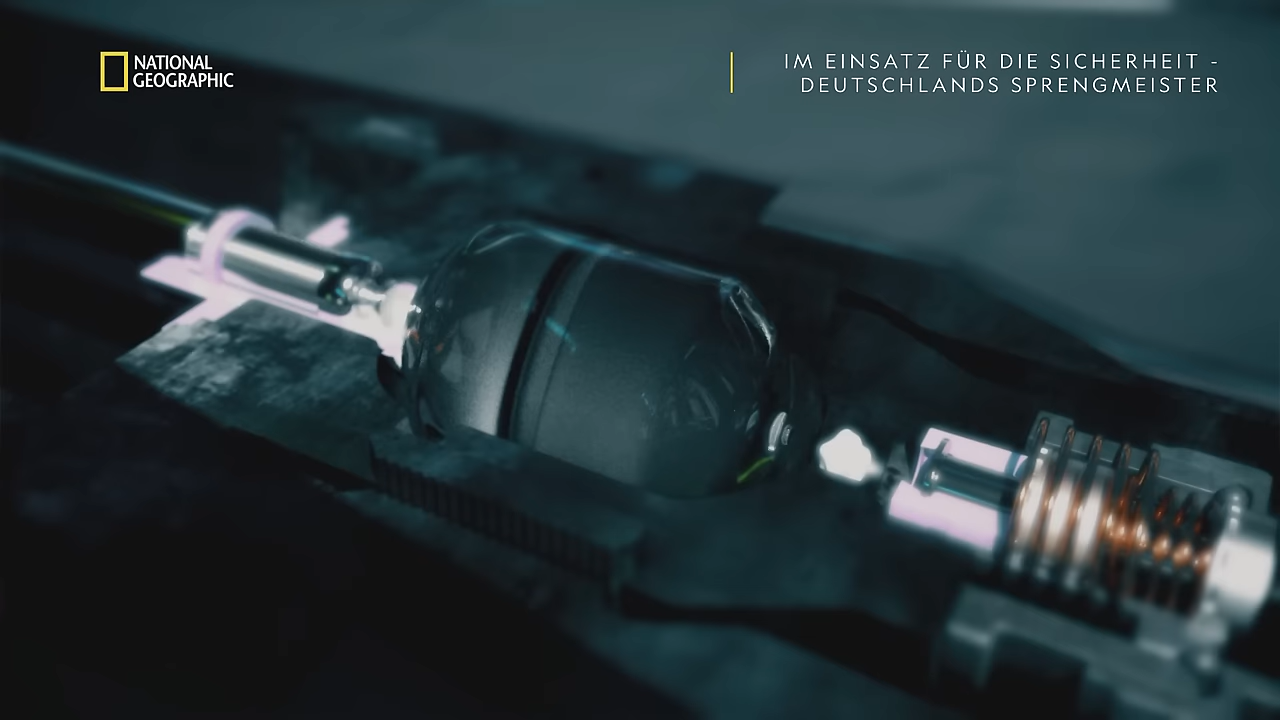 NATIONAL
GEOGRAPHIC
IM EINSATZ FÜR DIE SICHERHEIT -
DEUTSCHLANDS SPRENGMEISTER